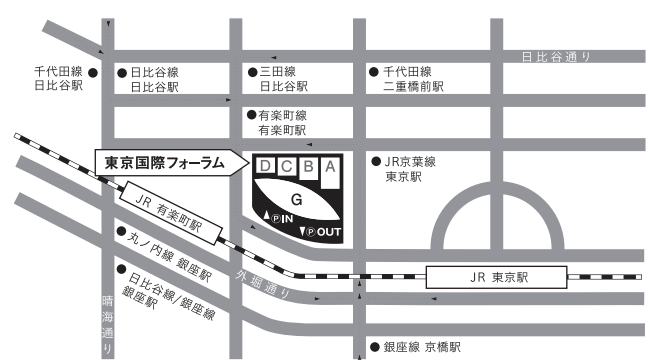 日比谷通り
千代田線
日比谷駅
日比谷線
日比谷駅
三田線
日比谷駅
千代田線
二重橋前駅
有楽町線
有楽町駅
東京国際フォーラム
D C B A
G
ⓅIN
ⓅOUT
JR京葉線
東京駅
JR 有楽町駅
丸ノ内線 銀座駅
日比谷線/銀座線
銀座駅
外堀通り
晴海通り
JR 東京駅
銀座線 京橋駅